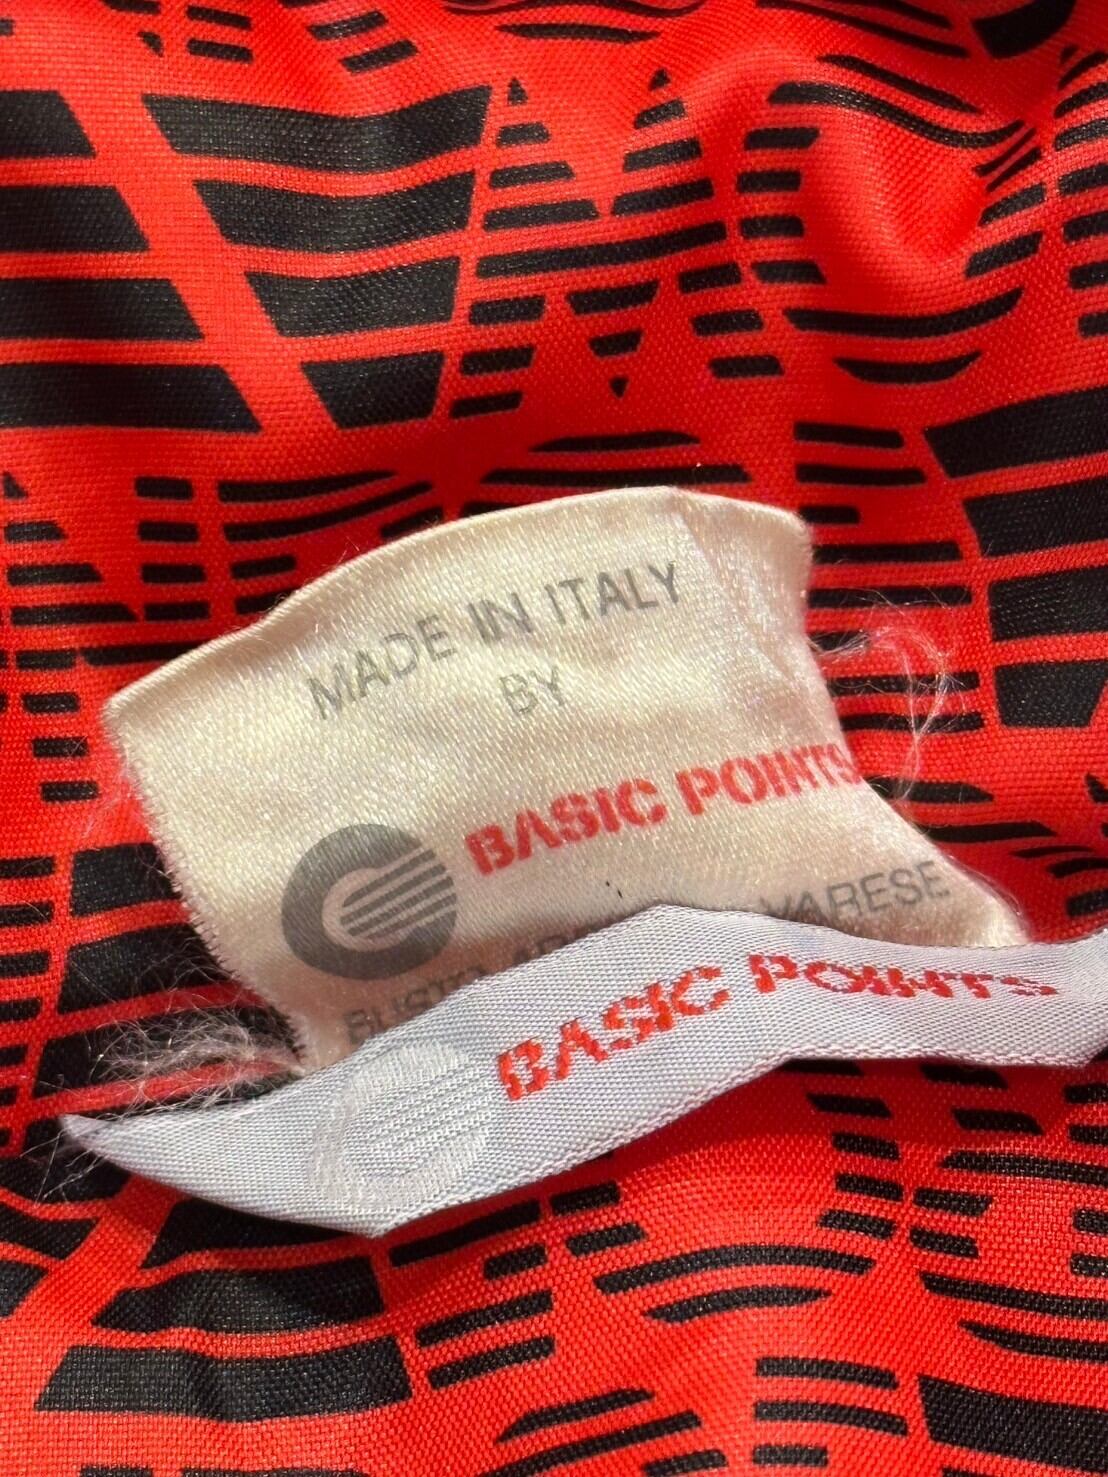 MADE IN ITALY
BY
BASIC POINTS
VARESE
BASIC POINTS